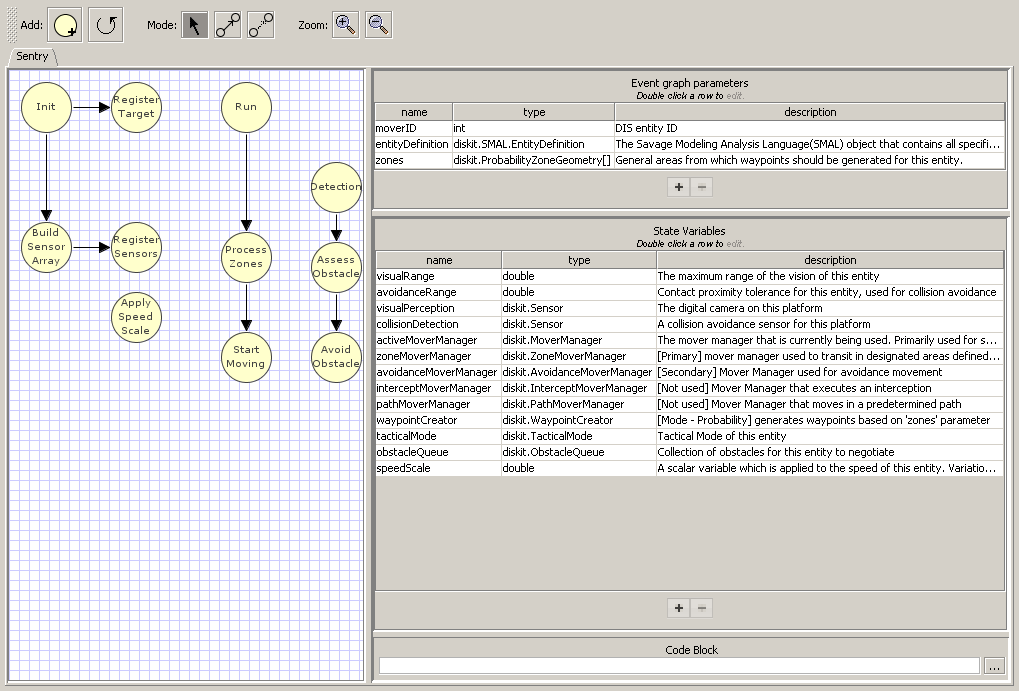 Add: Mode: Zoom:
Sentry
Init
Register
Target
Run
Detection
Build
Sensor
Array
Register
Sensors
Process
Zones
Assess
Obstacle
Apply
Speed
Scale
Start
Moving
Avoid
Obstacle
Event graph parameters
Double click a row to edit.
name type description
moverID int DIS entity ID
entityDefinition diskit.SMAL.EntityDefinition The Savage Modeling Analysis Language(SMAL) object that contains all specifi...
zones diskit.ProbabilityZoneGeometry[] General areas from which waypoints should be generated for this entity.
+ −
State Variables
Double click a row to edit.
name type description
visualRange double The maximum range of the vision of this entity
avoidanceRange double Contact proximity tolerance for this entity, used for collision avoidance
visualPerception diskit.Sensor The digital camera on this platform
collisionDetection diskit.Sensor A collision avoidance sensor for this platform
activeMoverManager diskit.MoverManager The mover manager that is currently being used. Primarily used for s...
zoneMoverManager diskit.ZoneMoverManager [Primary] mover manager used to transit in designated areas defined...
avoidanceMoverManager diskit.AvoidanceMoverManager [Secondary] Mover Manager used for avoidance movement
interceptMoverManager diskit.InterceptMoverManager [Not used] Mover Manager that executes an interception
pathMoverManager diskit.PathMoverManager [Not used] Mover Manager that moves in a predetermined path
waypointCreator diskit.WaypointCreator [Mode - Probability] generates waypoints based on 'zones' parameter
tacticalMode diskit.TacticalMode Tactical Mode of this entity
obstacleQueue diskit.ObstacleQueue Collection of obstacles for this entity to negotiate
speedScale double A scalar variable which is applied to the speed of this entity. Variatio...
+ −
Code Block
...